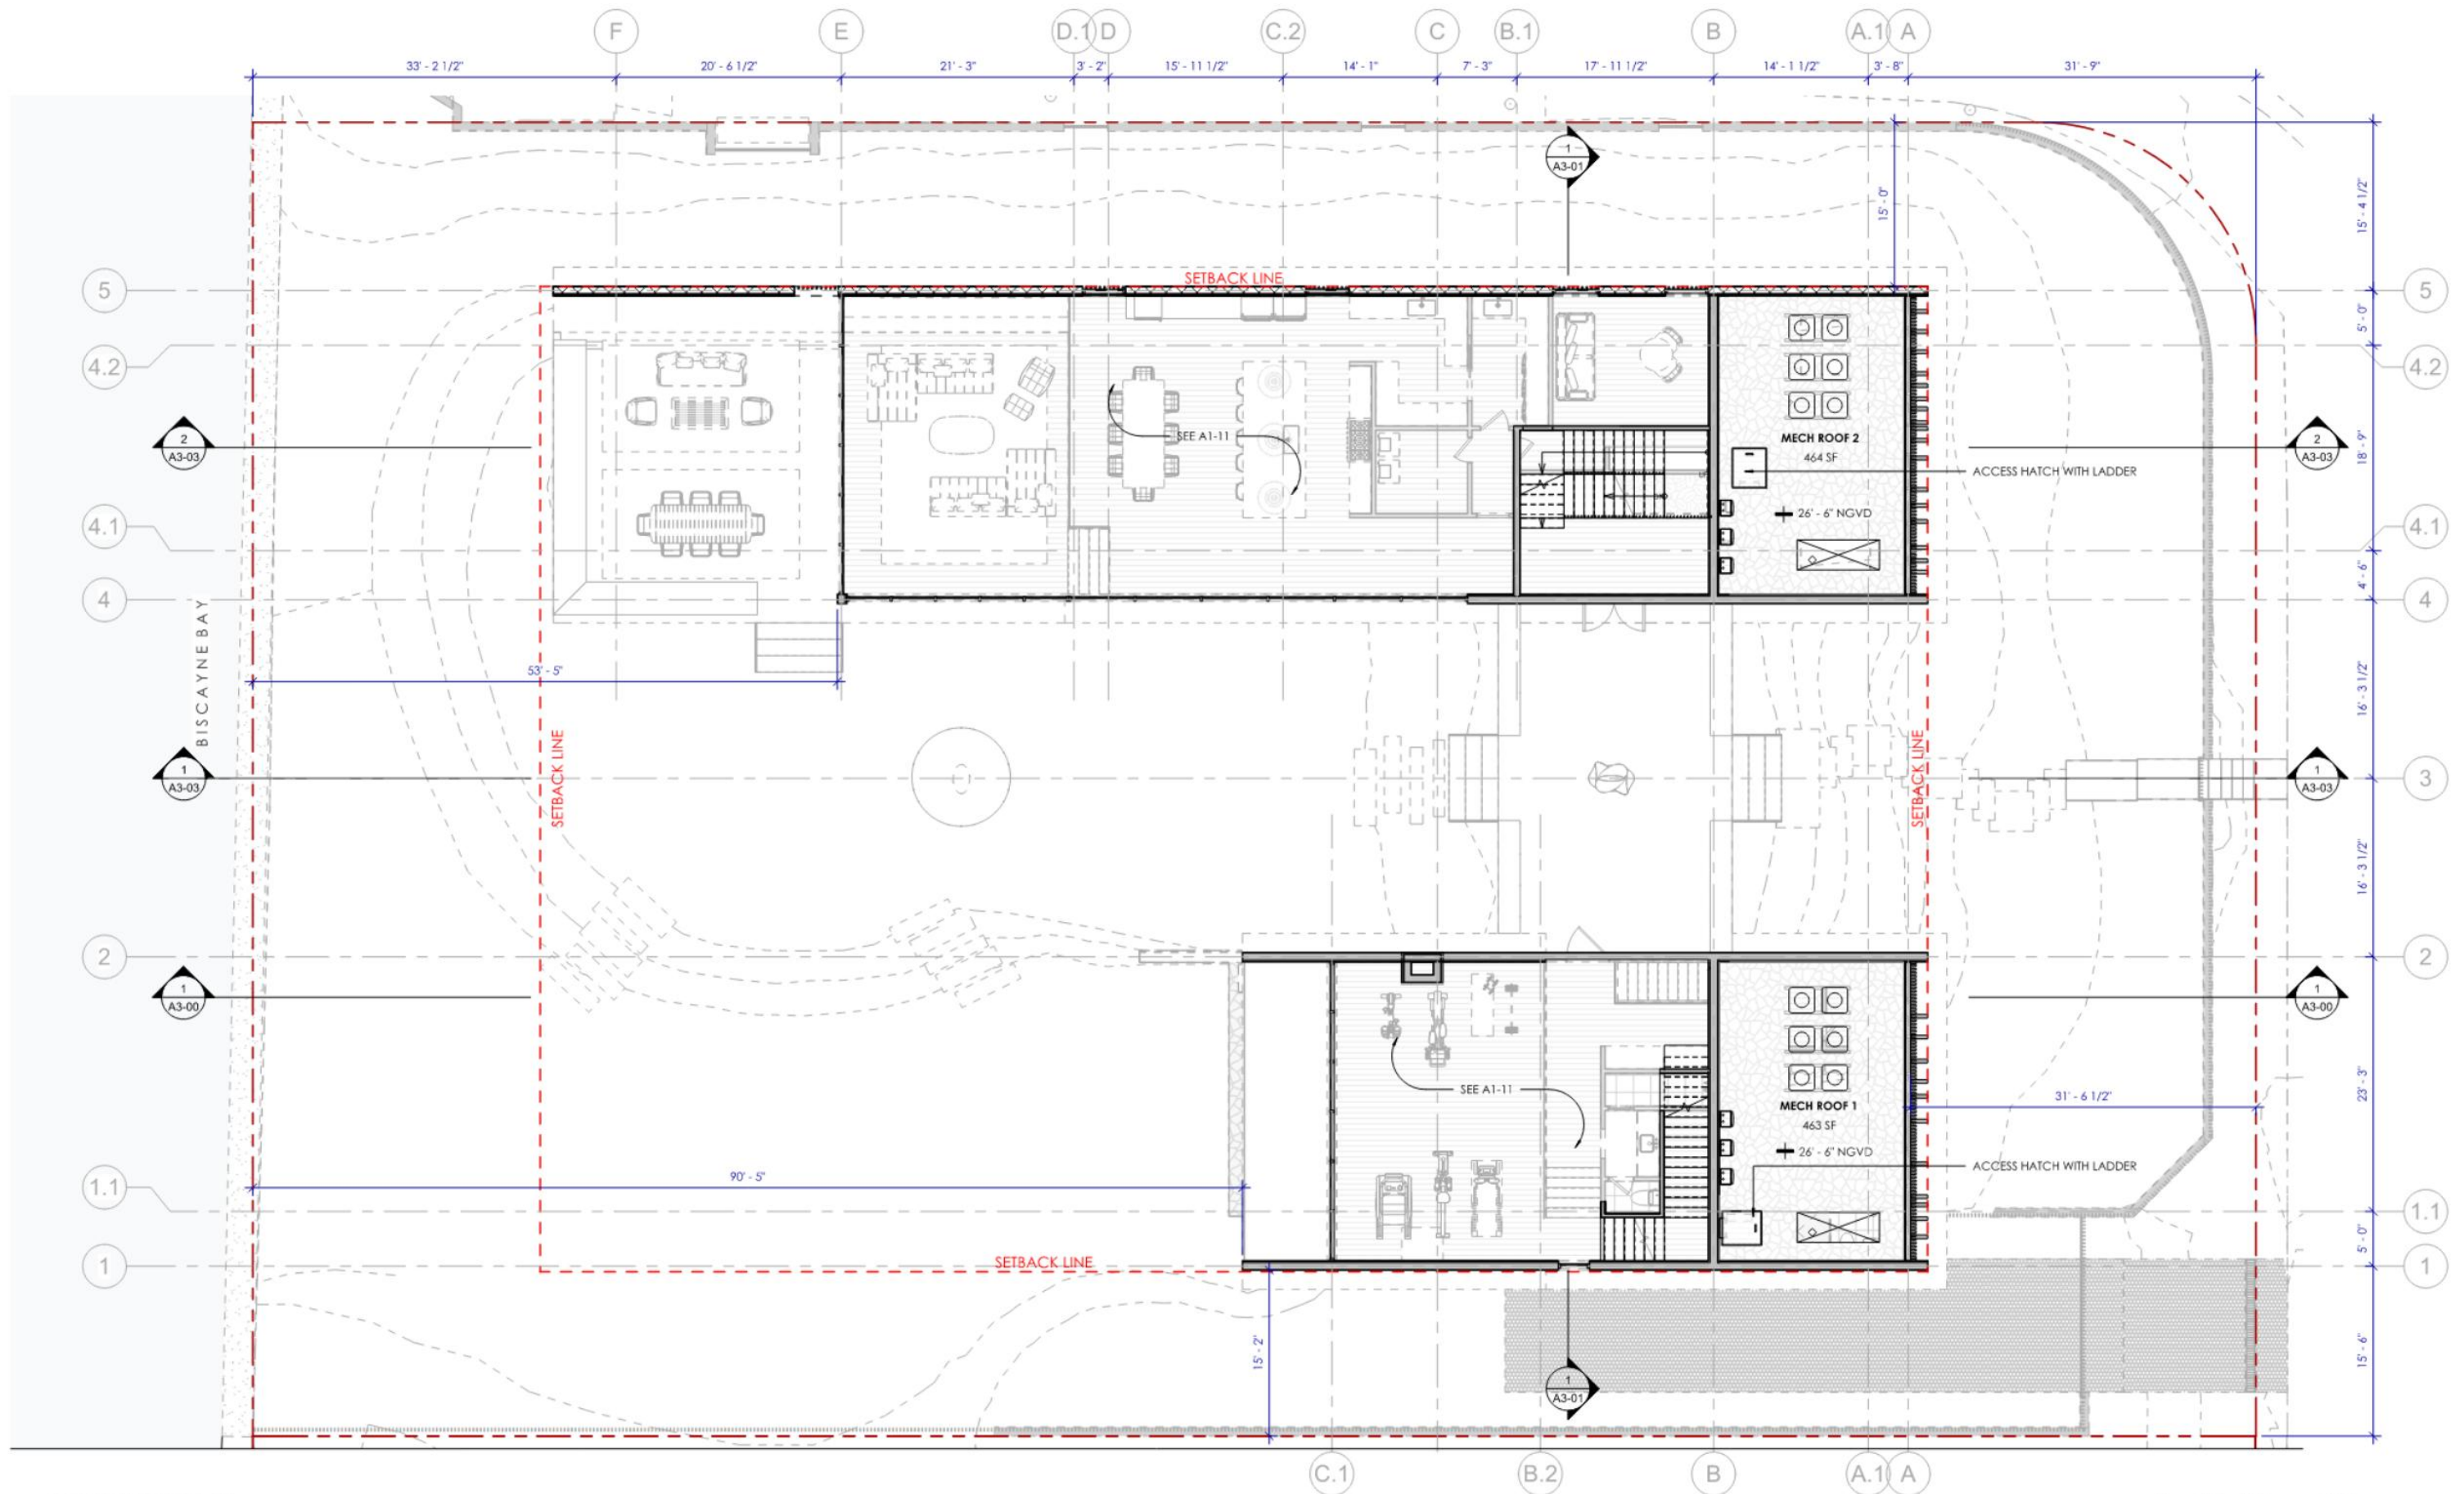 F
E
D.1
D
C.2
C
B.1
B
A.1
A
33' - 2 1/2"
20' - 6 1/2"
21' - 3"
3' - 2"
15' - 11 1/2"
14' - 1"
7' - 3"
17' - 11 1/2"
14' - 1 1/2"
3' - 8"
31' - 9"
1
A3-01
15' - 0"
15' - 4 1/2"
5
SETBACK LINE
5
5' - 0"
4.2
4.2
2
A3-03
SEE A1-11
MECH ROOF 2
464 SF
2
A3-03
18' - 9"
ACCESS HATCH WITH LADDER
26' - 6" NGVD
4.1
4.1
4' - 6"
4
4
BISCAYNE BAY
53' - 5"
16' - 3 1/2"
1
A3-03
SETBACK LINE
SETBACK LINE
1
A3-03
3
16' - 3 1/2"
2
2
1
A3-00
1
A3-00
SEE A1-11
MECH ROOF 1
463 SF
31' - 6 1/2"
23' - 3"
26' - 6" NGVD
ACCESS HATCH WITH LADDER
90' - 5"
1.1
1.1
5' - 0"
1
SETBACK LINE
1
15' - 2"
15' - 6"
1
A3-01
C.1
B.2
B
A.1
A